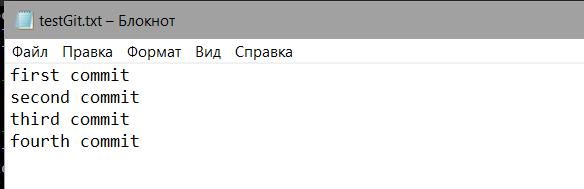 testGit.txt – Блокнот
Файл Правка Формат Вид Справка
first commit
second commit
third commit
fourth commit